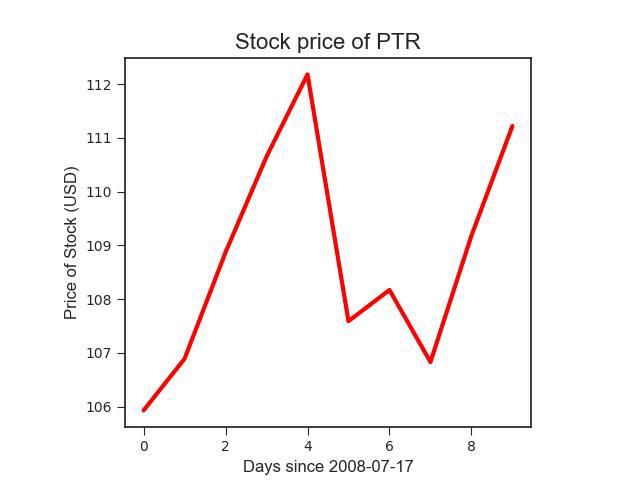 Stock price of PTR
Price of Stock (USD)
112
111
110
109
108
107
106
0 2 4 6 8
Days since 2008-07-17